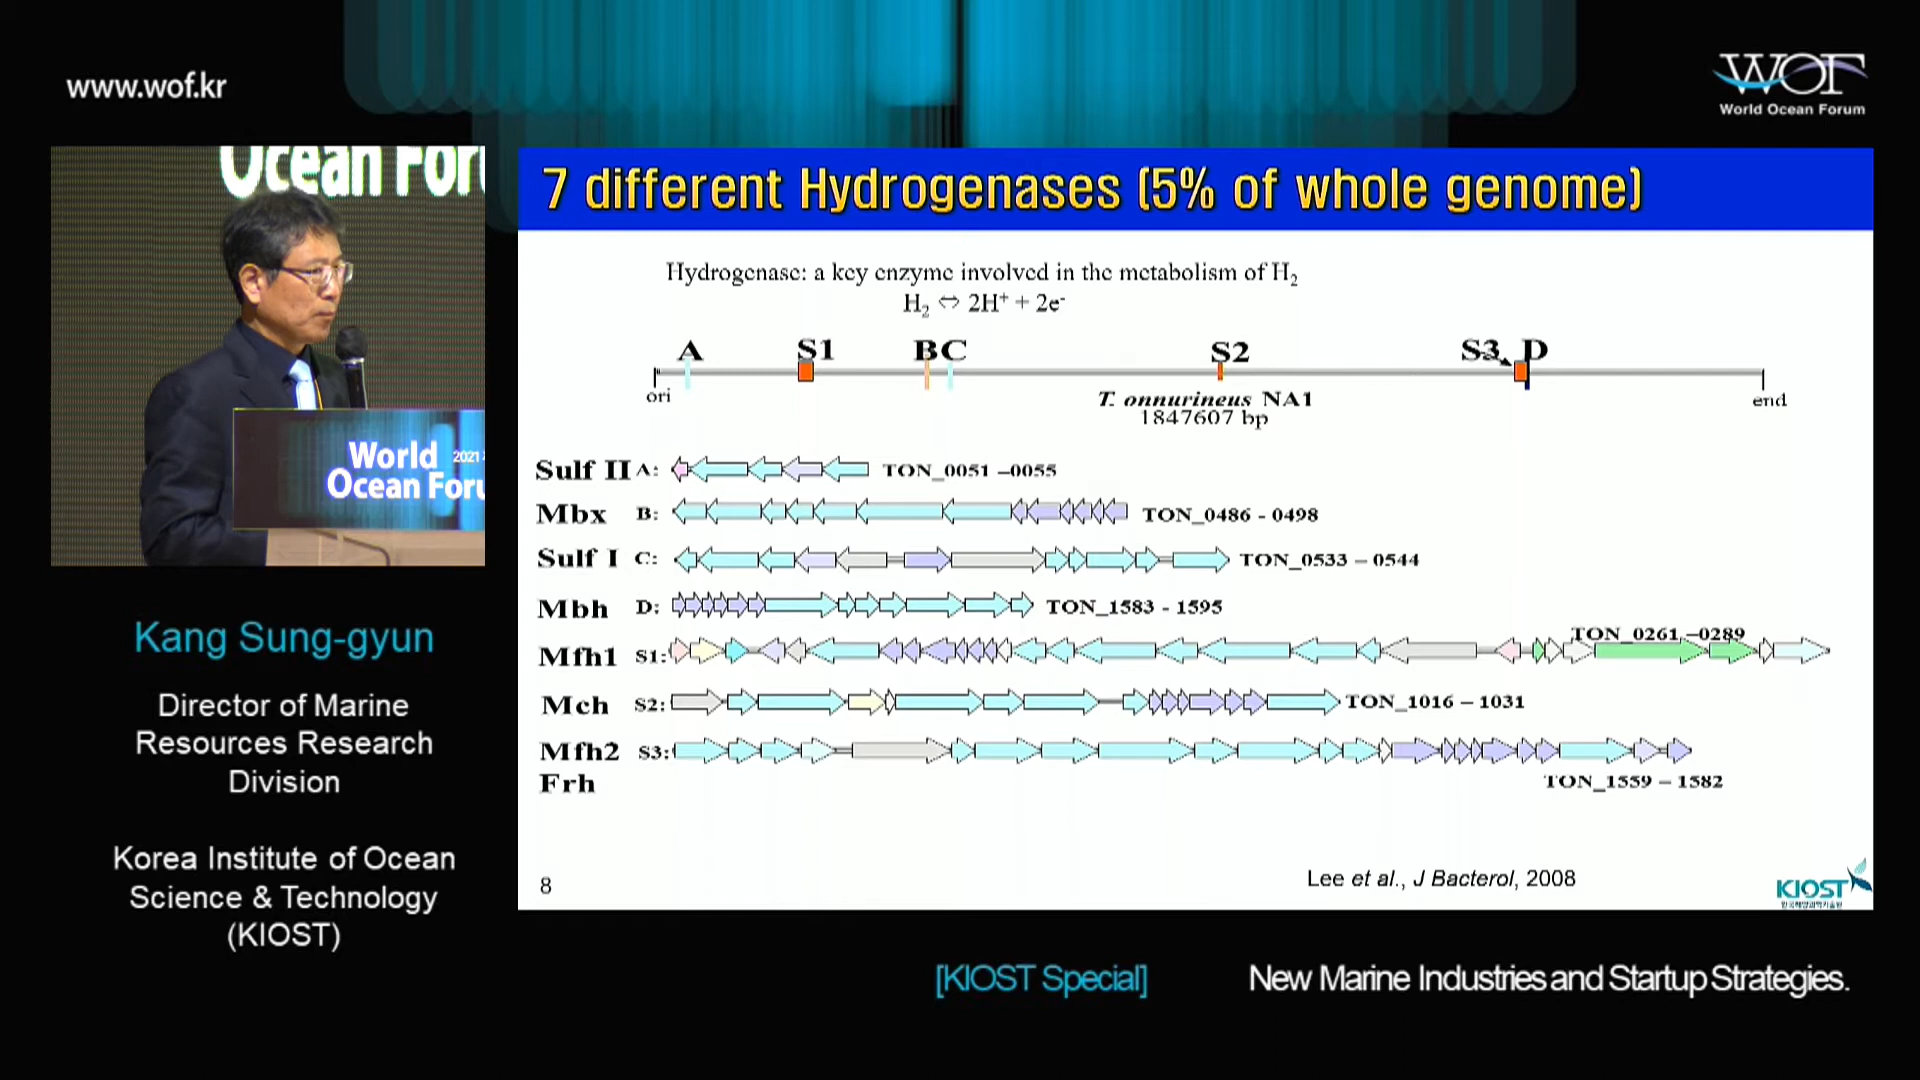 www.wof.kr
WOF
World Ocean Forum
Ocean For
World 2021
Ocean Foru
Kang Sung-gyun
Director of Marine
Resources Research
Division
Korea Institute of Ocean
Science & Technology
(KIOST)
7 different Hydrogenases (5% of whole genome)
Hydrogenase: a key enzyme involved in the metabolism of H₂
H₂ ⇔ 2H⁺ + 2e⁻
A S1 B C S2 S3 D
ori T. onnurineus NA1 end
1847607 bp
Sulf II A: TON_0051 –0055
Mbx B: TON_0486 - 0498
Sulf I C: TON_0533 – 0544
Mbh D: TON_1583 - 1595
Mfh1 S1: TON_0261 –0289
Mch S2: TON_1016 – 1031
Mfh2 S3:
Frh TON_1559 – 1582
8
Lee et al., J Bacterol, 2008
KIOST
한국해양과학기술원
[KIOST Special] New Marine Industries and Startup Strategies.